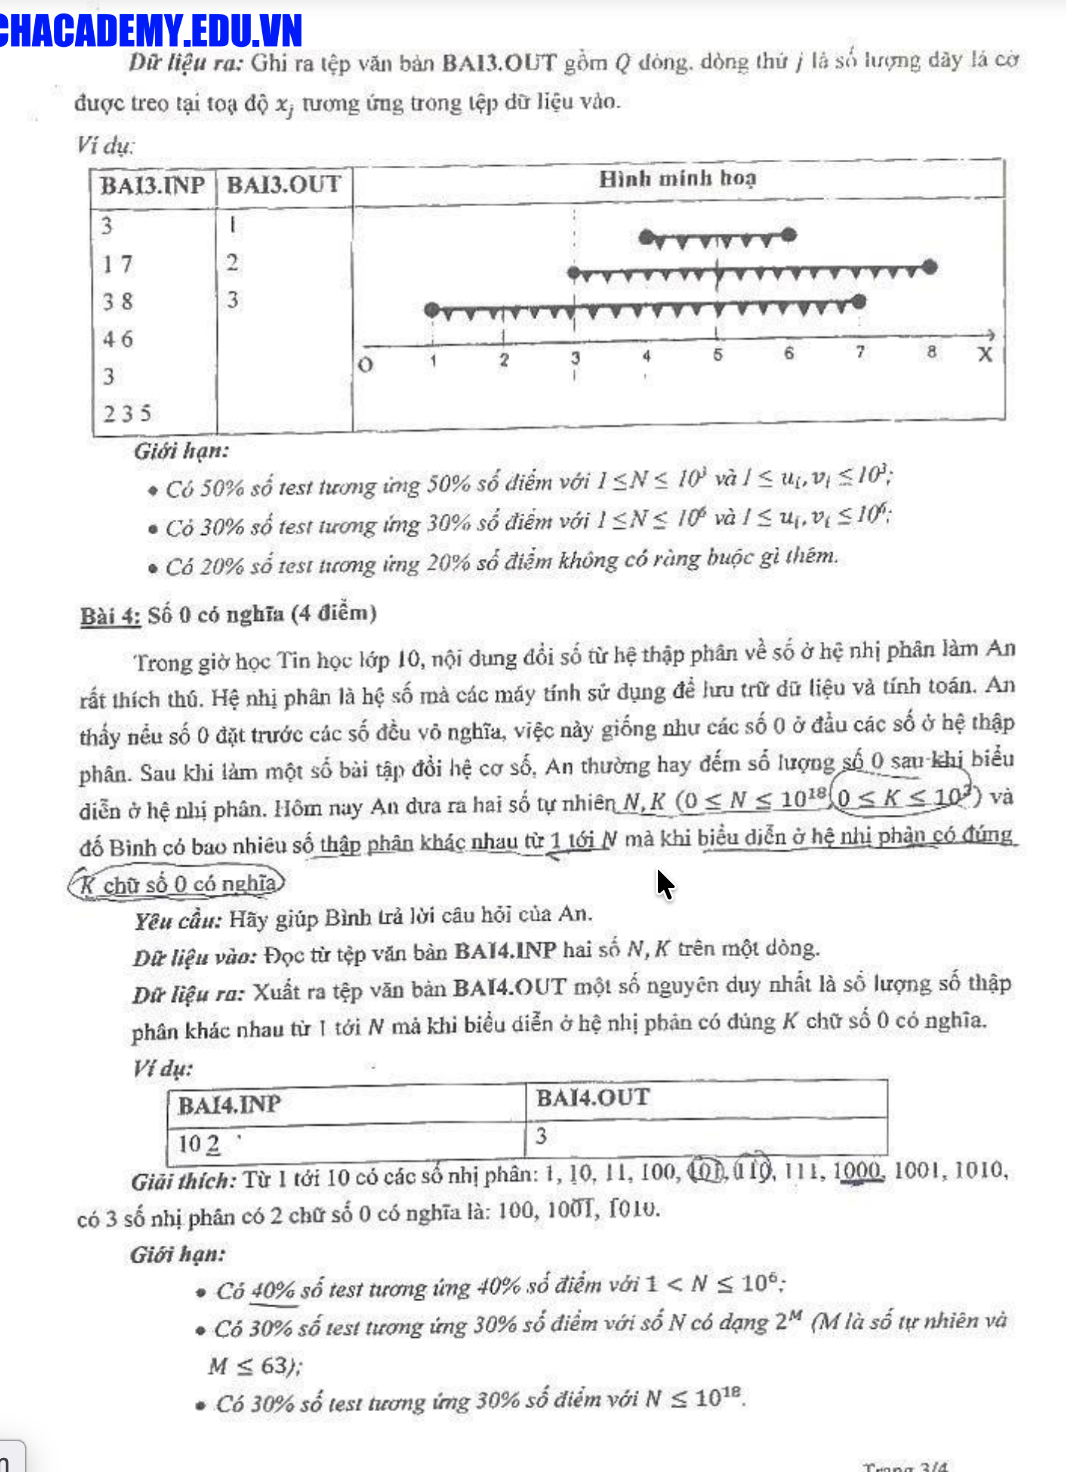 CHACADEMY.EDU.VN
Dữ liệu ra: Ghi ra tệp văn bản BAI3.OUT gồm Q dòng, dòng thứ j là số lượng dây lá cờ
được treo tại toạ độ xⱼ tương ứng trong tệp dữ liệu vào.
Ví dụ:
BAI3.INP BAI3.OUT Hình minh hoạ
3 1
1 7 2
3 8 3
4 6
3
2 3 5
O 1 2 3 4 5 6 7 8 X
Giới hạn:
• Có 50% số test tương ứng 50% số điểm với 1 ≤ N ≤ 10³ và 1 ≤ uᵢ, vᵢ ≤ 10³;
• Có 30% số test tương ứng 30% số điểm với 1 ≤ N ≤ 10⁶ và 1 ≤ uᵢ, vᵢ ≤ 10⁶;
• Có 20% số test tương ứng 20% số điểm không có ràng buộc gì thêm.
Bài 4: Số 0 có nghĩa (4 điểm)
Trong giờ học Tin học lớp 10, nội dung đổi số từ hệ thập phân về số ở hệ nhị phân làm An
rất thích thú. Hệ nhị phân là hệ số mà các máy tính sử dụng để lưu trữ dữ liệu và tính toán. An
thấy nếu số 0 đặt trước các số đều vô nghĩa, việc này giống như các số 0 ở đầu các số ở hệ thập
phân. Sau khi làm một số bài tập đổi hệ cơ số, An thường hay đếm số lượng số 0 sau khi biểu
diễn ở hệ nhị phân. Hôm nay An đưa ra hai số tự nhiên N, K (0 ≤ N ≤ 10¹⁸, 0 ≤ K ≤ 10²) và
đố Bình có bao nhiêu số thập phân khác nhau từ 1 tới N mà khi biểu diễn ở hệ nhị phân có đúng
K chữ số 0 có nghĩa
Yêu cầu: Hãy giúp Bình trả lời câu hỏi của An.
Dữ liệu vào: Đọc từ tệp văn bản BAI4.INP hai số N, K trên một dòng.
Dữ liệu ra: Xuất ra tệp văn bản BAI4.OUT một số nguyên duy nhất là số lượng số thập
phân khác nhau từ 1 tới N mà khi biểu diễn ở hệ nhị phân có đúng K chữ số 0 có nghĩa.
Ví dụ:
BAI4.INP BAI4.OUT
10 2 3
Giải thích: Từ 1 tới 10 có các số nhị phân: 1, 10, 11, 100, 101, 110, 111, 1000, 1001, 1010,
có 3 số nhị phân có 2 chữ số 0 có nghĩa là: 100, 1001, 1010.
Giới hạn:
• Có 40% số test tương ứng 40% số điểm với 1 < N ≤ 10⁶;
• Có 30% số test tương ứng 30% số điểm với số N có dạng 2ᴹ (M là số tự nhiên và
M ≤ 63);
• Có 30% số test tương ứng 30% số điểm với N ≤ 10¹⁸.
Trang 3/4